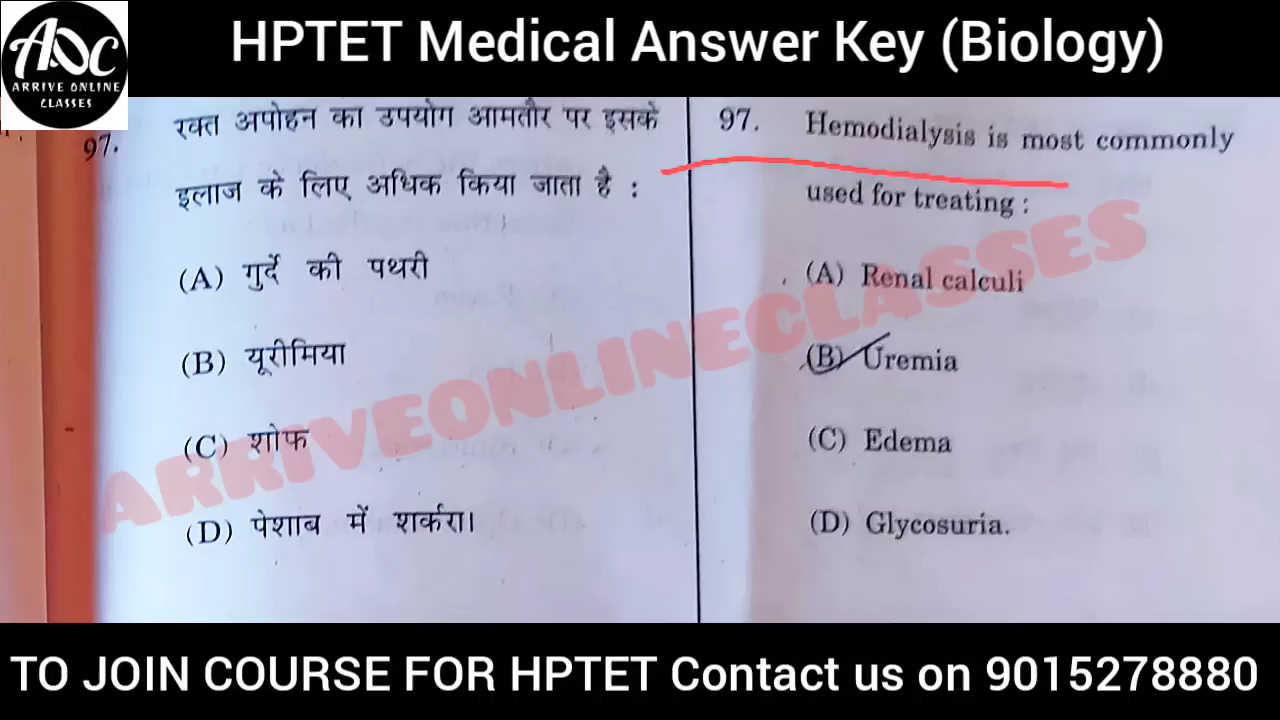 ADC
ARRIVE ONLINE
CLASSES
HPTET Medical Answer Key (Biology)
97.
रक्त अपोहन का उपयोग आमतौर पर इसके
इलाज के लिए अधिक किया जाता है :
(A) गुर्दे की पथरी
(B) यूरीमिया
(C) शोफ
(D) पेशाब में शर्करा।
97. Hemodialysis is most commonly
used for treating :
(A) Renal calculi
(B) Uremia
(C) Edema
(D) Glycosuria.
ARRIVEONLINECLASSES
TO JOIN COURSE FOR HPTET Contact us on 9015278880